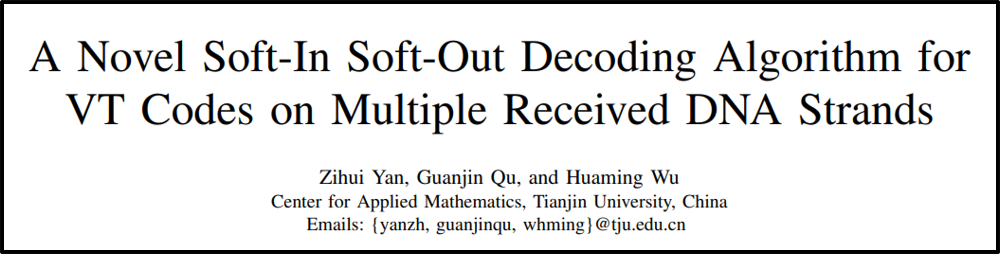 A Novel Soft-In Soft-Out Decoding Algorithm for
VT Codes on Multiple Received DNA Strands
Zihui Yan, Guanjin Qu, and Huaming Wu
Center for Applied Mathematics, Tianjin University, China
Emails: {yanzh, guanjinqu, whming}@tju.edu.cn